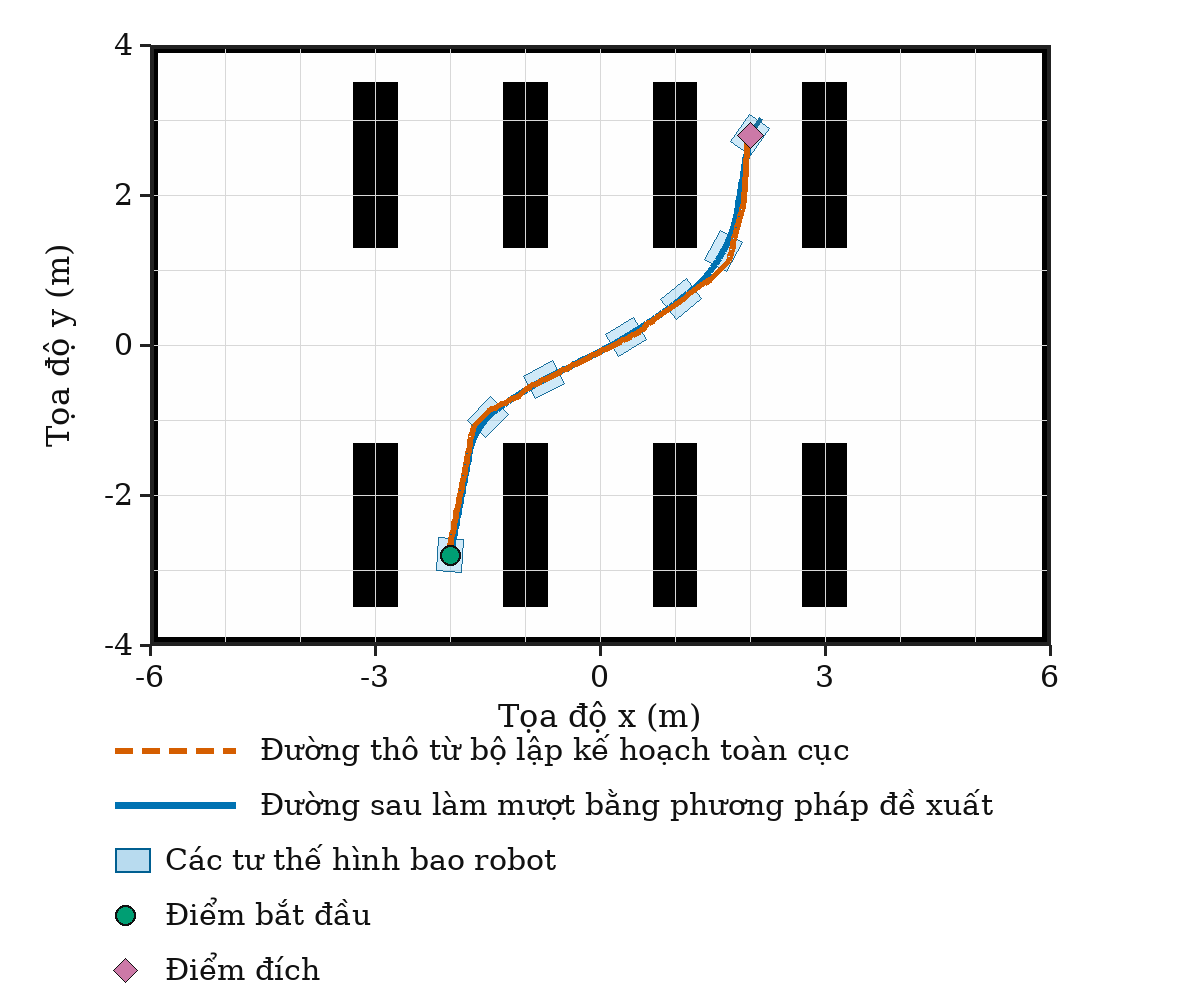 4
2
0
-2
-4
Tọa độ y (m)
-6 -3 0 3 6
Tọa độ x (m)
Đường thô từ bộ lập kế hoạch toàn cục
Đường sau làm mượt bằng phương pháp đề xuất
Các tư thế hình bao robot
Điểm bắt đầu
Điểm đích